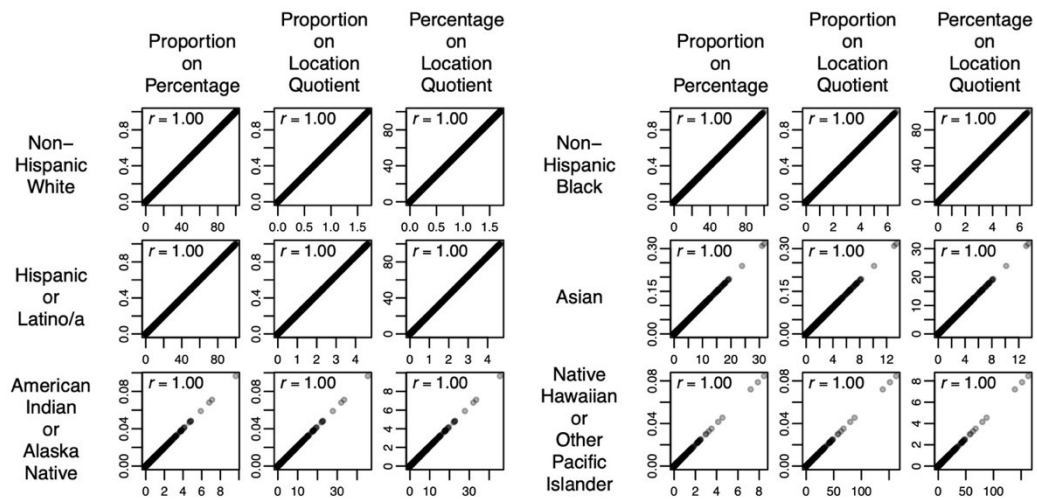 Proportion
on
Percentage
Proportion
on
Location
Quotient
Percentage
on
Location
Quotient
Non–
Hispanic
White
r = 1.00
0.0 0.4 0.8
0 40 80
r = 1.00
0.0 0.4 0.8
0.0 0.5 1.0 1.5
r = 1.00
0 40 80
0.0 0.5 1.0 1.5
Hispanic
or
Latino/a
r = 1.00
0.0 0.4 0.8
0 40 80
r = 1.00
0.0 0.4 0.8
0 1 2 3 4
r = 1.00
0 40 80
0 1 2 3 4
American
Indian
or
Alaska
Native
r = 1.00
0.00 0.04 0.08
0 2 4 6 8
r = 1.00
0.00 0.04 0.08
0 10 30
r = 1.00
0 2 4 6 8
0 10 30
Proportion
on
Percentage
Proportion
on
Location
Quotient
Percentage
on
Location
Quotient
Non–
Hispanic
Black
r = 1.00
0.0 0.4 0.8
0 40 80
r = 1.00
0.0 0.4 0.8
0 2 4 6
r = 1.00
0 40 80
0 2 4 6
Asian
r = 1.00
0.00 0.15 0.30
0 5 10 20 30
r = 1.00
0.00 0.15 0.30
0 4 8 12
r = 1.00
0 10 20 30
0 4 8 12
Native
Hawaiian
or
Other
Pacific
Islander
r = 1.00
0.00 0.04 0.08
0 2 4 6 8
r = 1.00
0.00 0.04 0.08
0 50 100
r = 1.00
0 2 4 6 8
0 50 100